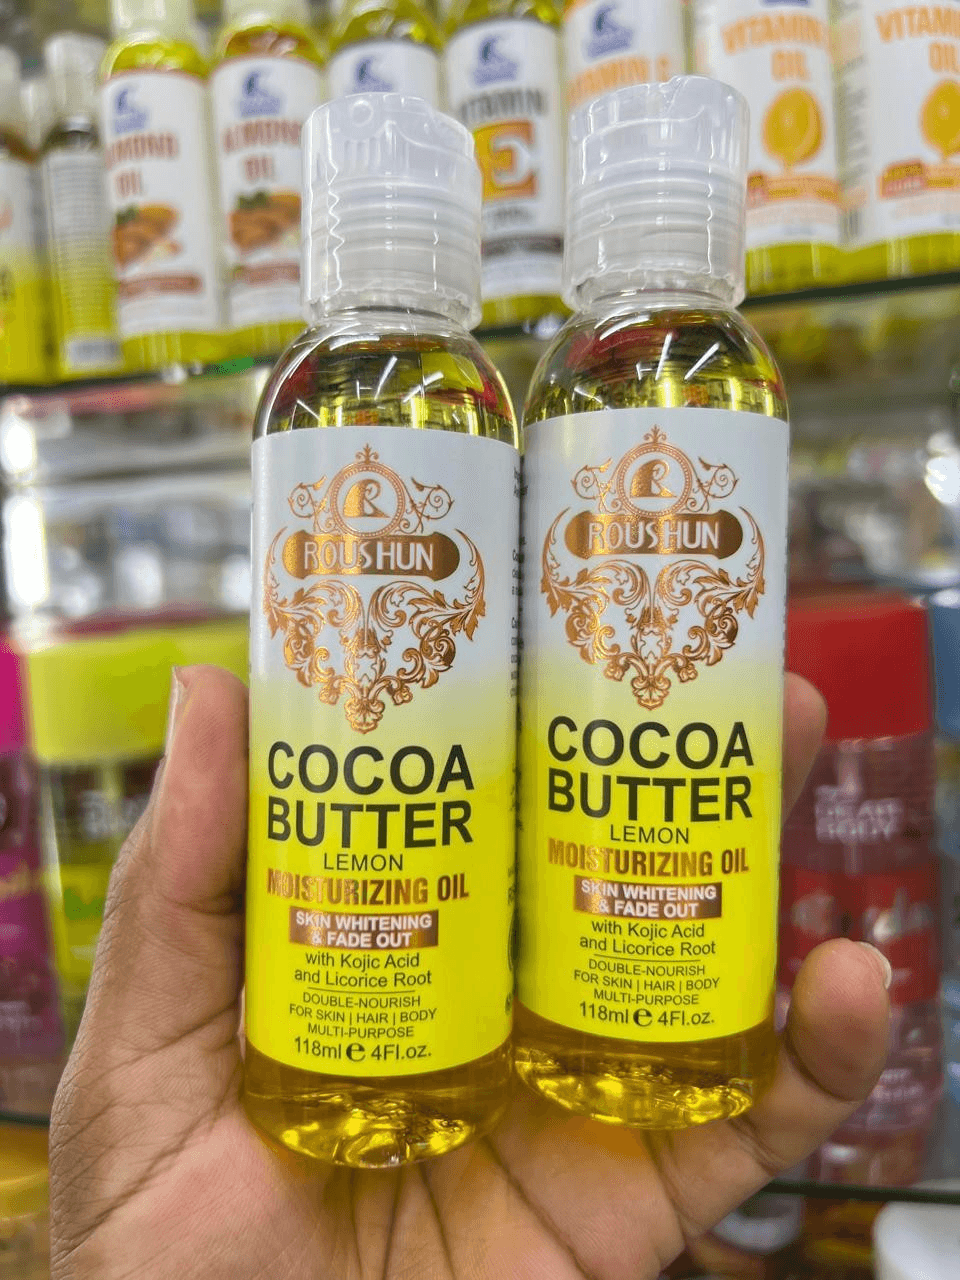 ALMOND
OIL
ALMOND
OIL
VITAMIN
E
VITAMIN C
VITAMIN
OIL
VITAMIN
OIL
R
ROUSHUN
COCOA
BUTTER
LEMON
MOISTURIZING OIL
SKIN WHITENING
& FADE OUT
with Kojic Acid
and Licorice Root
DOUBLE-NOURISH
FOR SKIN | HAIR | BODY
MULTI-PURPOSE
118ml e 4Fl.oz.
R
ROUSHUN
COCOA
BUTTER
LEMON
MOISTURIZING OIL
SKIN WHITENING
& FADE OUT
with Kojic Acid
and Licorice Root
DOUBLE-NOURISH
FOR SKIN | HAIR | BODY
MULTI-PURPOSE
118ml e 4Fl.oz.